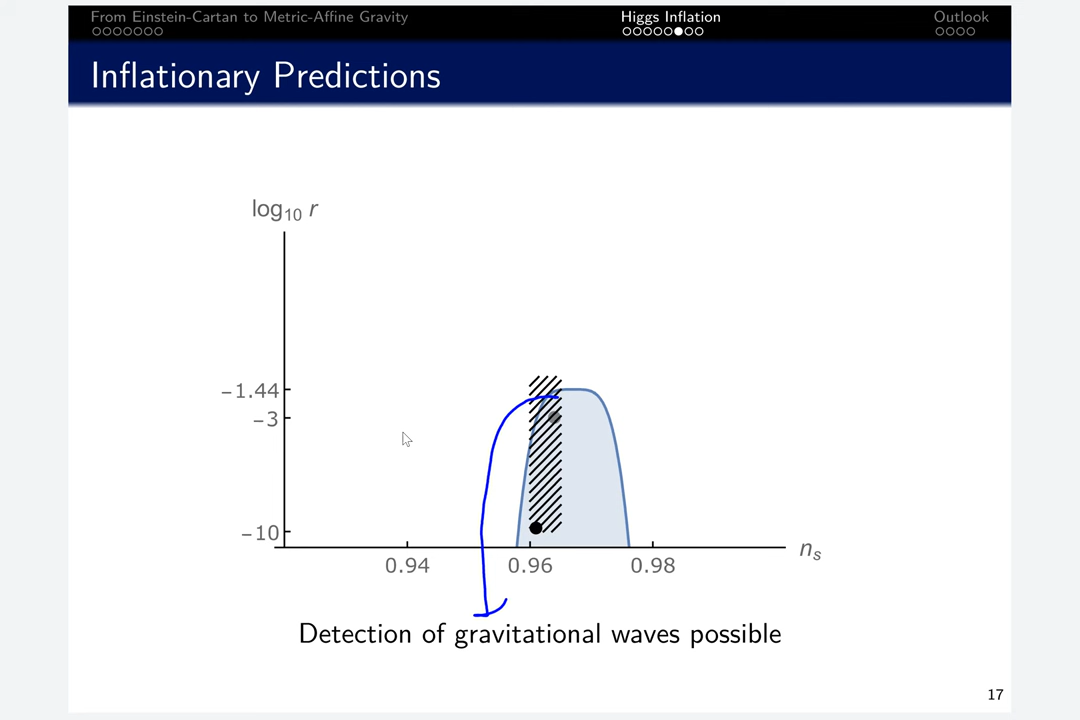 From Einstein-Cartan to Metric-Affine Gravity
Higgs Inflation
Outlook
Inflationary Predictions
log₁₀ r
−1.44
−3
−10
0.94
0.96
0.98
nₛ
Detection of gravitational waves possible
17